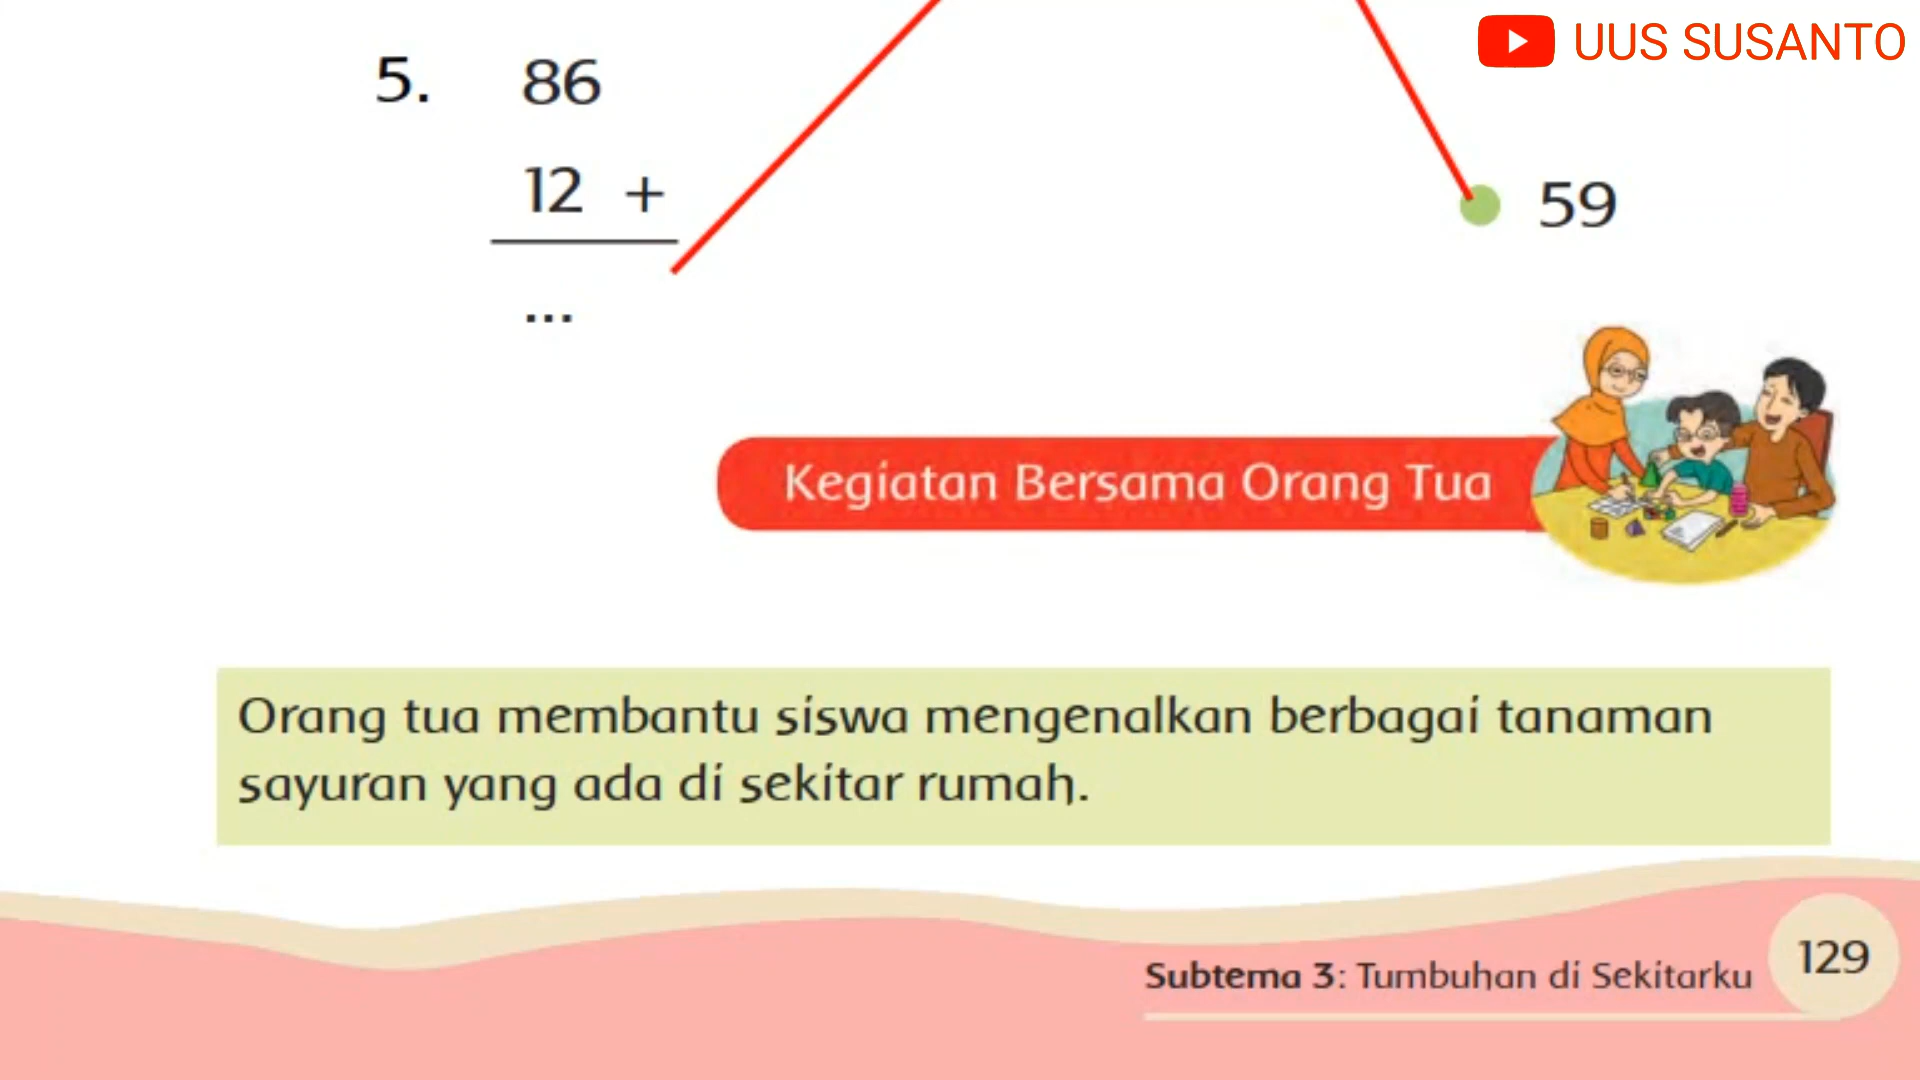 UUS SUSANTO
5. 86
12 +
59
...
Kegiatan Bersama Orang Tua
Orang tua membantu siswa mengenalkan berbagai tanaman
sayuran yang ada di sekitar rumah.
Subtema 3: Tumbuhan di Sekitarku
129